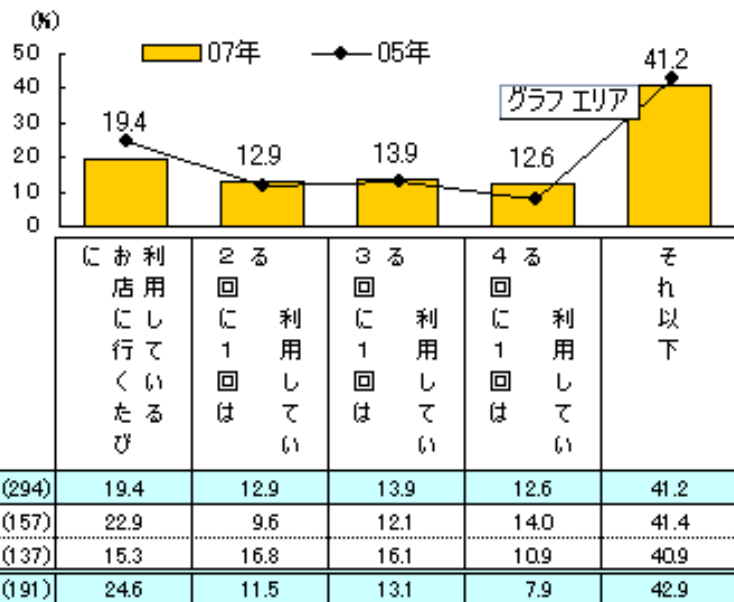 (%)
50
07年
05年
40
30
20
10
0
19.4
12.9
13.9
12.6
41.2
グラフ エリア
お店に行くたびに
利用している
2回に1回は
利用している
3回に1回は
利用している
4回に1回は
利用している
それ以下
(294) 19.4 12.9 13.9 12.6 41.2
(157) 22.9 9.6 12.1 14.0 41.4
(137) 15.3 16.8 16.1 10.9 40.9
(191) 24.6 11.5 13.1 7.9 42.9